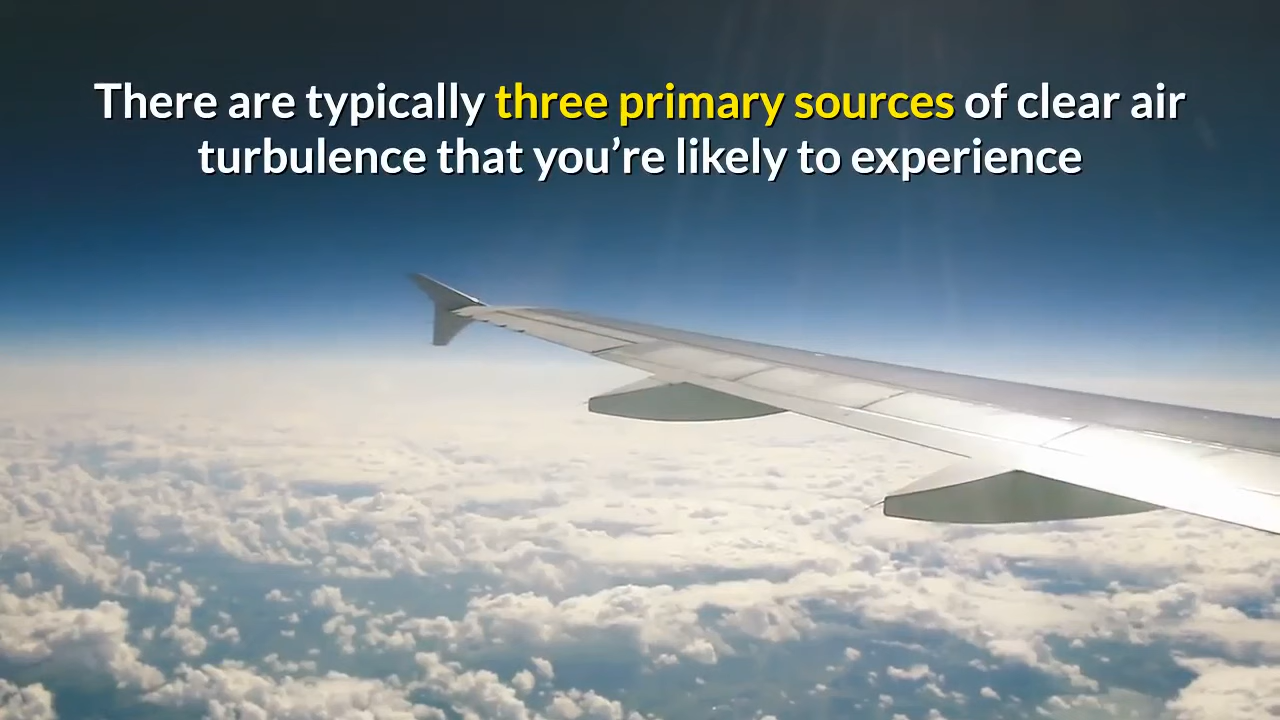 There are typically three primary sources of clear air
turbulence that you’re likely to experience